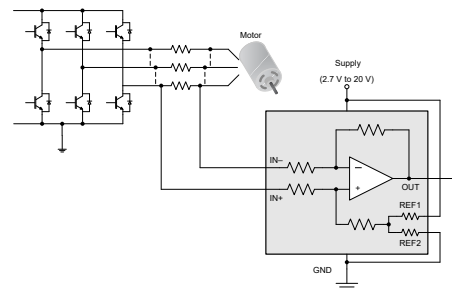 Motor
Supply
(2.7 V to 20 V)
IN–
–
OUT
IN+
+
REF1
REF2
GND